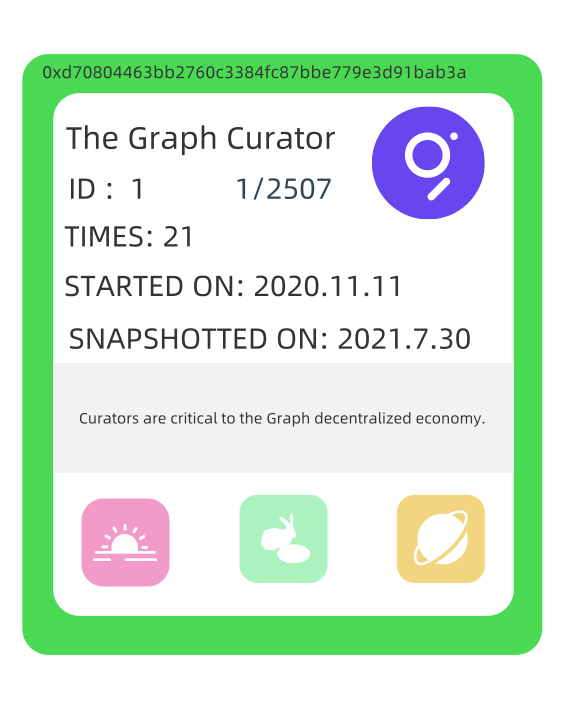 0xd70804463bb2760c3384fc87bbe779e3d91bab3a
The Graph Curator
ID : 1 1/2507
TIMES: 21
STARTED ON: 2020.11.11
SNAPSHOTTED ON: 2021.7.30
Curators are critical to the Graph decentralized economy.